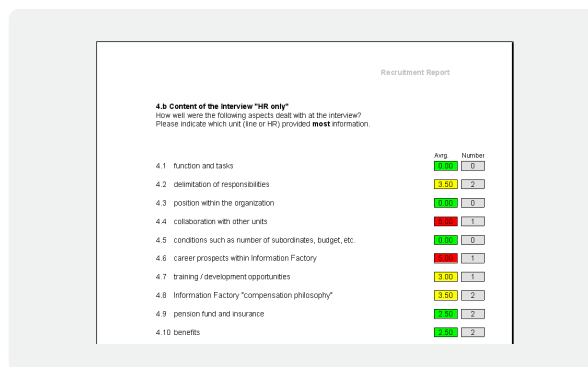 Recruitment Report
4.b Content of the Interview "HR only"
How well were the following aspects dealt with at the interview?
Please indicate which unit (line or HR) provided most information.
Avrg. Number
4.1 function and tasks 0.00 0
4.2 delimitation of responsibilities 3.50 2
4.3 position within the organization 0.00 0
4.4 collaboration with other units 1
4.5 conditions such as number of subordinates, budget, etc. 0.00 0
4.6 career prospects within Information Factory 1
4.7 training / development opportunities 3.00 1
4.8 Information Factory "compensation philosophy" 3.50 2
4.9 pension fund and insurance 2.50 2
4.10 benefits 2.50 2